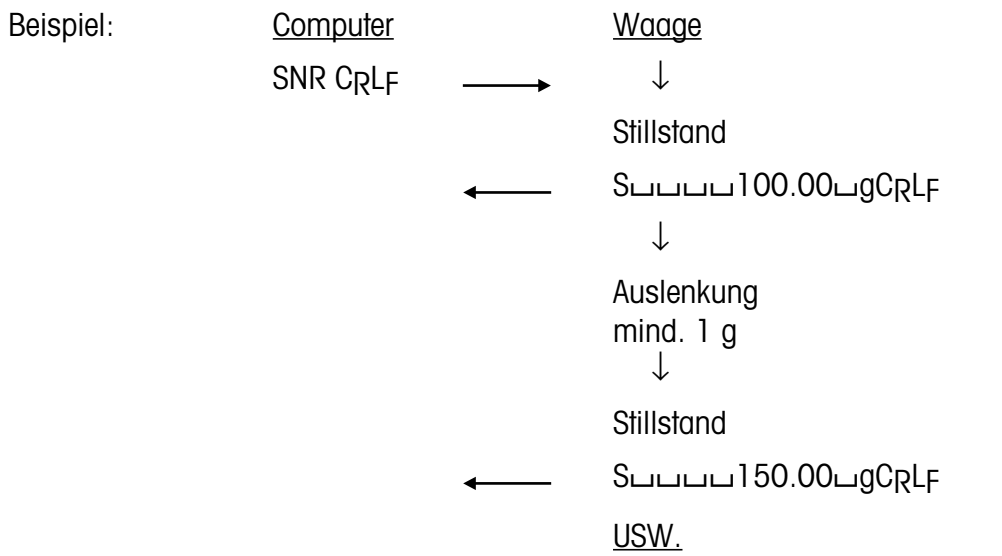 Beispiel: Computer Waage
SNR CRLF → ↓
Stillstand
← S␣␣␣␣100.00␣gCRLF
↓
Auslenkung
mind. 1 g
↓
Stillstand
← S␣␣␣␣150.00␣gCRLF
USW.